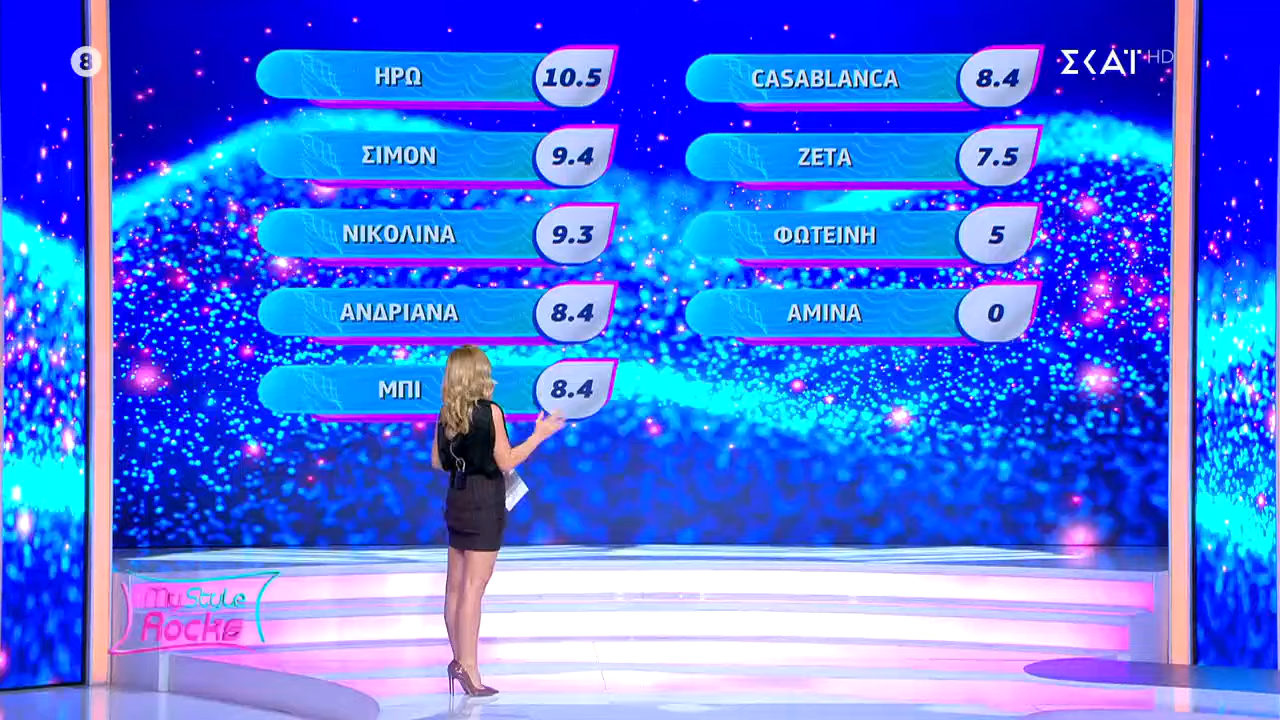 8
ΗΡΩ 10.5
ΣΙΜΟΝ 9.4
ΝΙΚΟΛΙΝΑ 9.3
ΑΝΔΡΙΑΝΑ 8.4
ΜΠΙ 8.4
CASABLANCA 8.4
ΖΕΤΑ 7.5
ΦΩΤΕΙΝΗ 5
ΑΜΙΝΑ 0
ΣΚΑΪ HD
My Style
Rocks